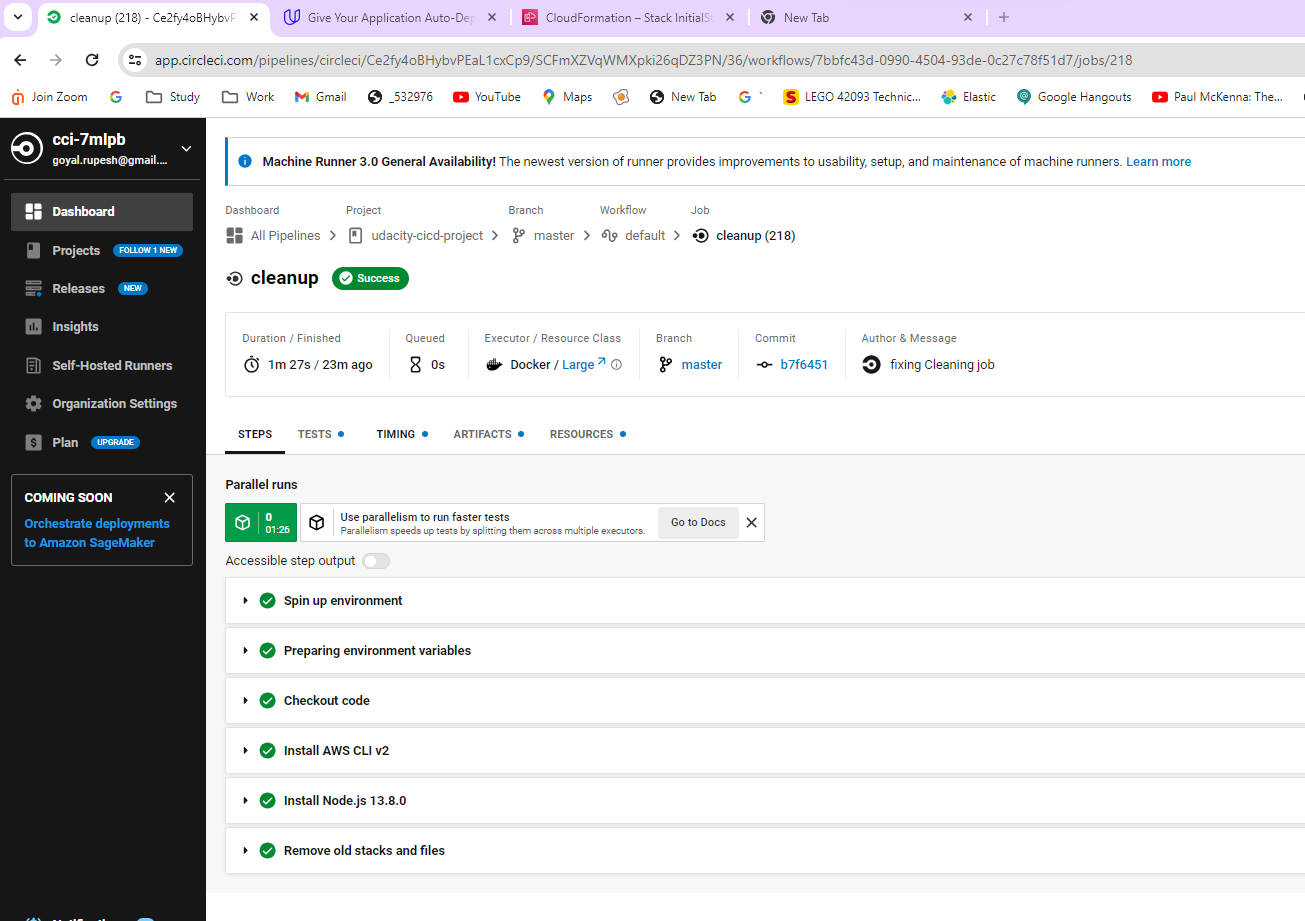 cleanup (218) - Ce2fy4oBHybvP
Give Your Application Auto-Dep
CloudFormation – Stack InitialSt
New Tab
app.circleci.com/pipelines/circleci/Ce2fy4oBHybvPEaL1cxCp9/SCFmXZVqWMXpki26qDZ3PN/36/workflows/7bbfc43d-0990-4504-93de-0c27c78f51d7/jobs/218
Join Zoom Study Work Gmail _532976 YouTube Maps New Tab ` LEGO 42093 Technic... Elastic Google Hangouts Paul McKenna: The...
cci-7mlpb
goyal.rupesh@gmail....
Dashboard
Projects FOLLOW 1 NEW
Releases NEW
Insights
Self-Hosted Runners
Organization Settings
Plan UPGRADE
COMING SOON
Orchestrate deployments
to Amazon SageMaker
Machine Runner 3.0 General Availability! The newest version of runner provides improvements to usability, setup, and maintenance of machine runners. Learn more
Dashboard Project Branch Workflow Job
All Pipelines udacity-cicd-project master default cleanup (218)
cleanup Success
Duration / Finished Queued Executor / Resource Class Branch Commit Author & Message
1m 27s / 23m ago 0s Docker / Large master b7f6451 fixing Cleaning job
STEPS TESTS TIMING ARTIFACTS RESOURCES
Parallel runs
0
01:26
Use parallelism to run faster tests
Parallelism speeds up tests by splitting them across multiple executors.
Go to Docs
Accessible step output
Spin up environment
Preparing environment variables
Checkout code
Install AWS CLI v2
Install Node.js 13.8.0
Remove old stacks and files